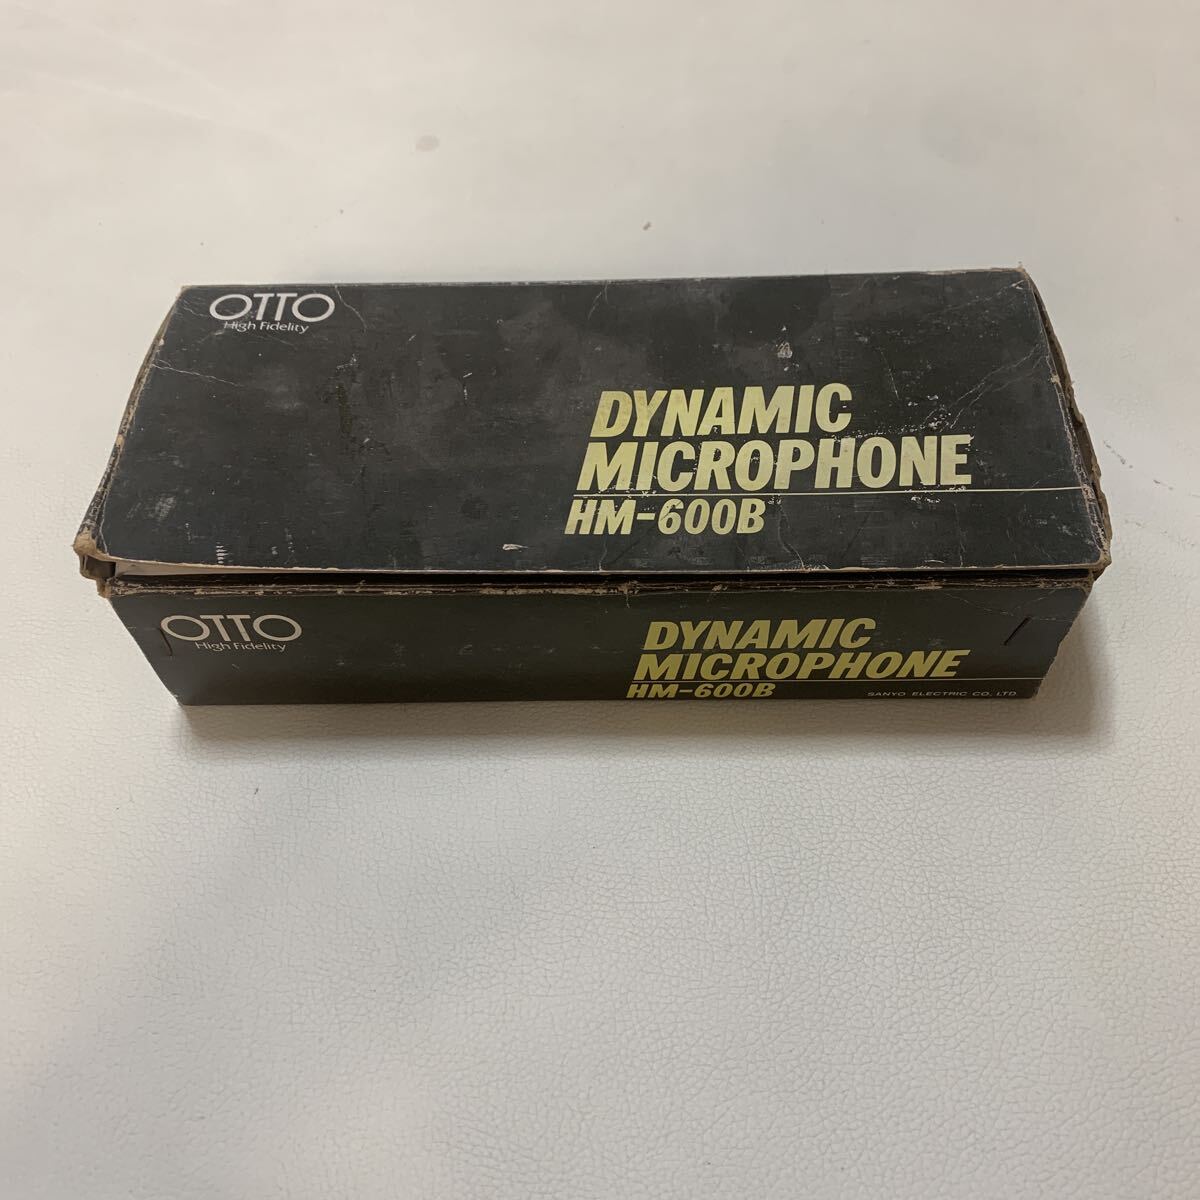 OTTO
High Fidelity
DYNAMIC
MICROPHONE
HM-600B
OTTO
High Fidelity
DYNAMIC
MICROPHONE
HM-600B
SANYO ELECTRIC CO., LTD.